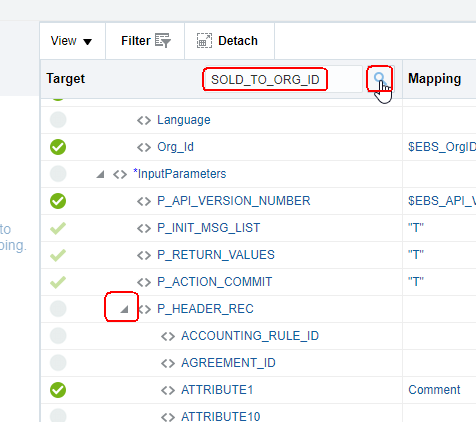 View Filter Detach
Target SOLD_TO_ORG_ID Mapping
Language
Org_Id $EBS_OrgID
*InputParameters
P_API_VERSION_NUMBER $EBS_API_V
P_INIT_MSG_LIST "T"
to P_RETURN_VALUES "T"
ping.
P_ACTION_COMMIT "T"
P_HEADER_REC
ACCOUNTING_RULE_ID
AGREEMENT_ID
ATTRIBUTE1 Comment
ATTRIBUTE10